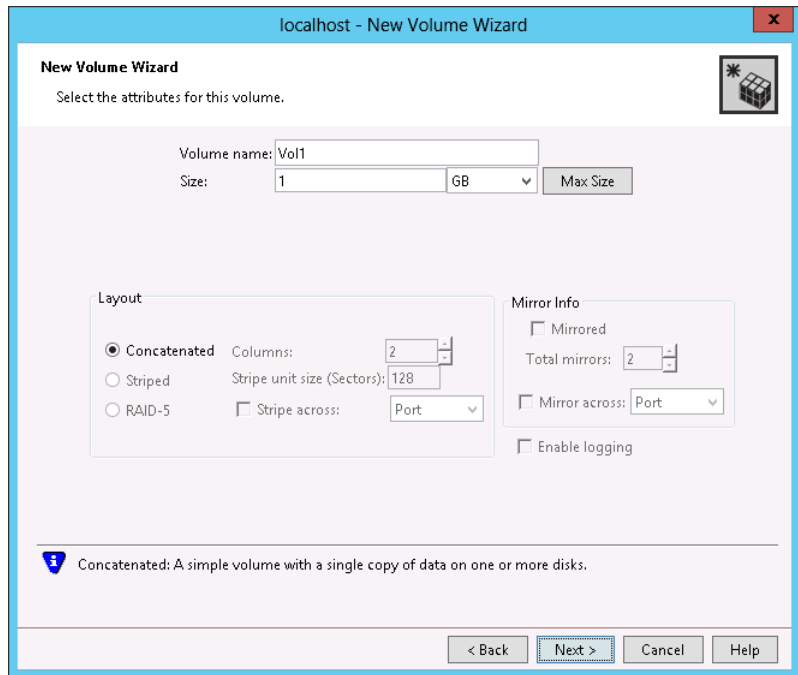 localhost - New Volume Wizard
x
New Volume Wizard
Select the attributes for this volume.
Volume name: Vol1
Size: 1 GB Max Size
Layout
Concatenated Columns: 2
Striped Stripe unit size (Sectors): 128
RAID-5 Stripe across: Port
Mirror Info
Mirrored
Total mirrors: 2
Mirror across: Port
Enable logging
Concatenated: A simple volume with a single copy of data on one or more disks.
< Back Next > Cancel Help